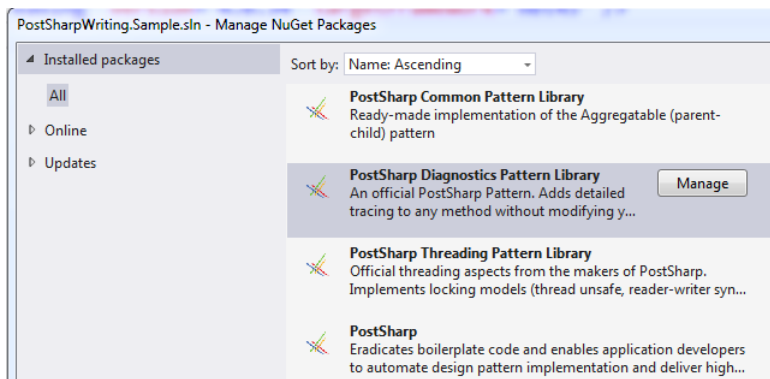 PostSharpWriting.Sample.sln - Manage NuGet Packages
Installed packages
All
Online
Updates
Sort by: Name: Ascending
PostSharp Common Pattern Library
Ready-made implementation of the Aggregatable (parent-
child) pattern
PostSharp Diagnostics Pattern Library
An official PostSharp Pattern. Adds detailed
tracing to any method without modifying y...
Manage
PostSharp Threading Pattern Library
Official threading aspects from the makers of PostSharp.
Implements locking models (thread unsafe, reader-writer syn...
PostSharp
Eradicates boilerplate code and enables application developers
to automate design pattern implementation and deliver high...